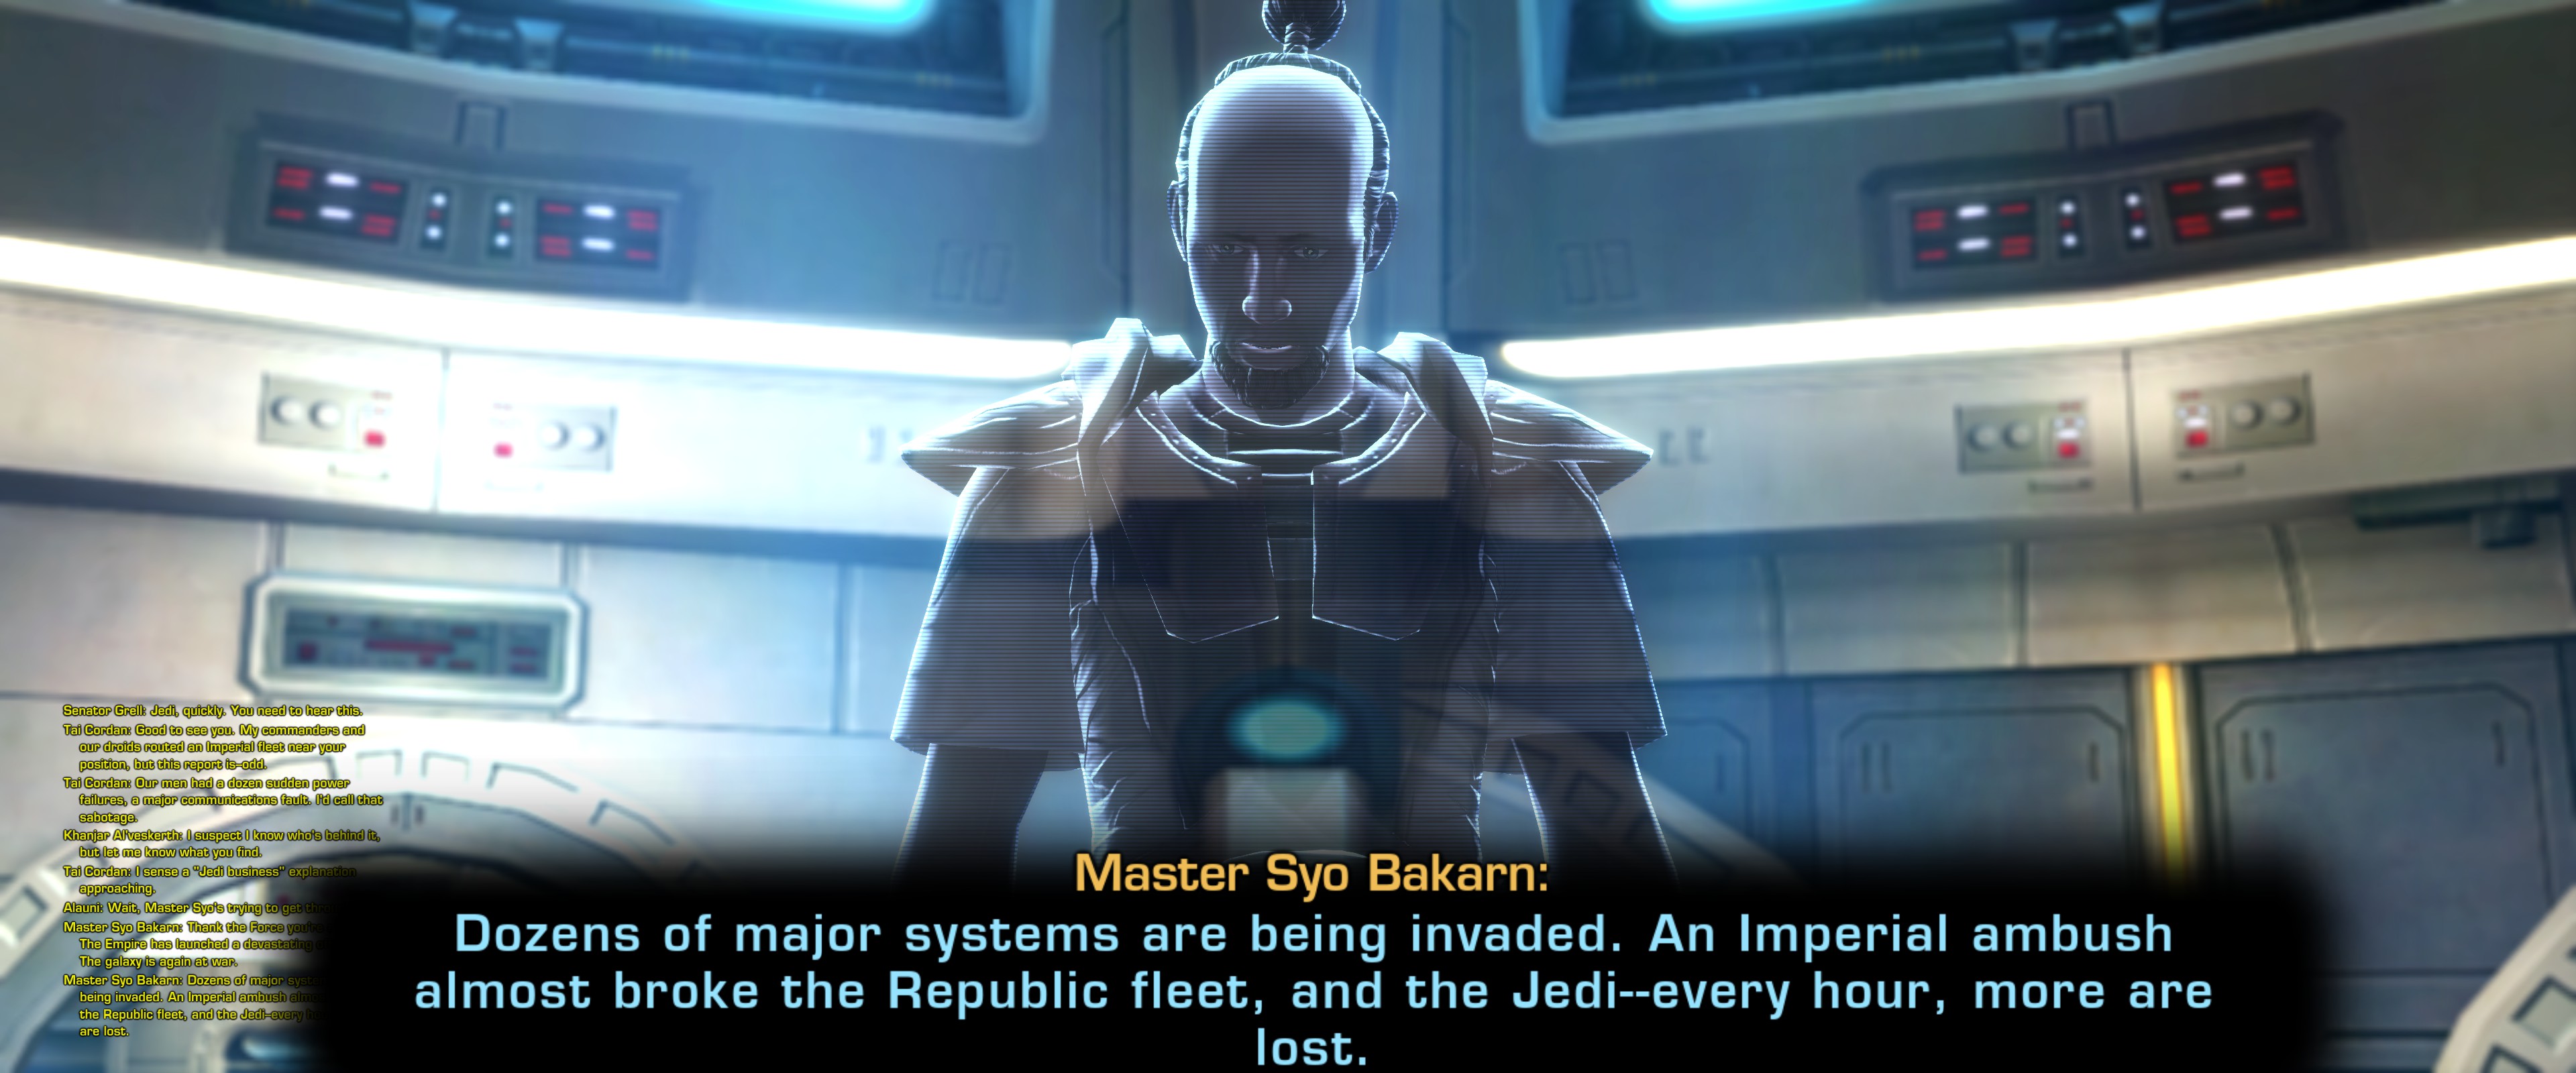 Senator Grell: Jedi, quickly. You need to hear this.
Tai Cordan: Good to see you. My commanders and
our droids routed an Imperial fleet near your
position, but this report is--odd.
Tai Cordan: Our men had a dozen sudden power
failures, a major communications fault. I'd call that
sabotage.
Khanjar Al'veskerth: I suspect I know who's behind it,
but let me know what you find.
Tai Cordan: I sense a "Jedi business" explanation
approaching.
Alauni: Wait, Master Syo's trying to get
Master Syo Bakarn: Thank the Force
The Empire has launched a devastating
The galaxy is again at war.
Master Syo Bakarn: Dozens of major
being invaded. An Imperial ambush
the Republic fleet, and the Jedi--every
are lost.
Master Syo Bakarn:
Dozens of major systems are being invaded. An Imperial ambush
almost broke the Republic fleet, and the Jedi--every hour, more are
lost.